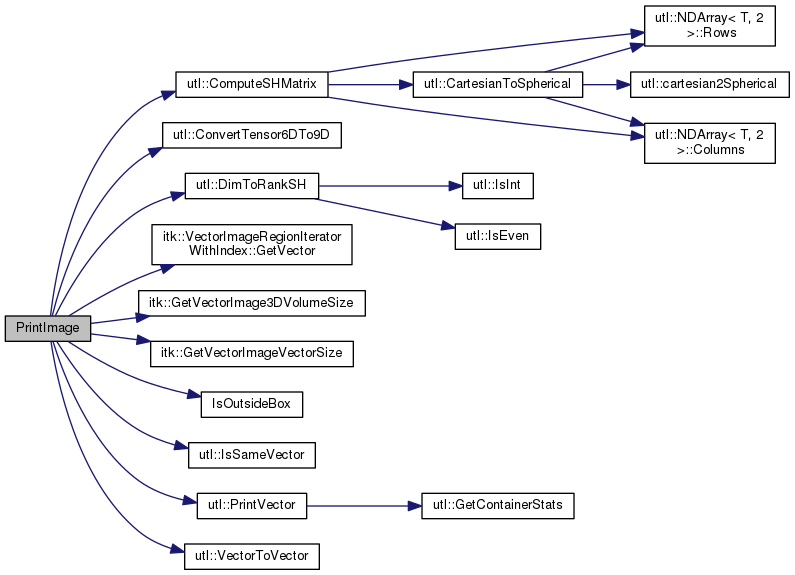 PrintImage
utl::ComputeSHMatrix
utl::ConvertTensor6DTo9D
utl::DimToRankSH
itk::VectorImageRegionIterator
WithIndex::GetVector
itk::GetVectorImage3DVolumeSize
itk::GetVectorImageVectorSize
IsOutsideBox
utl::IsSameVector
utl::PrintVector
utl::VectorToVector
utl::CartesianToSpherical
utl::IsInt
utl::IsEven
utl::GetContainerStats
utl::NDArray< T, 2
>::Rows
utl::cartesian2Spherical
utl::NDArray< T, 2
>::Columns